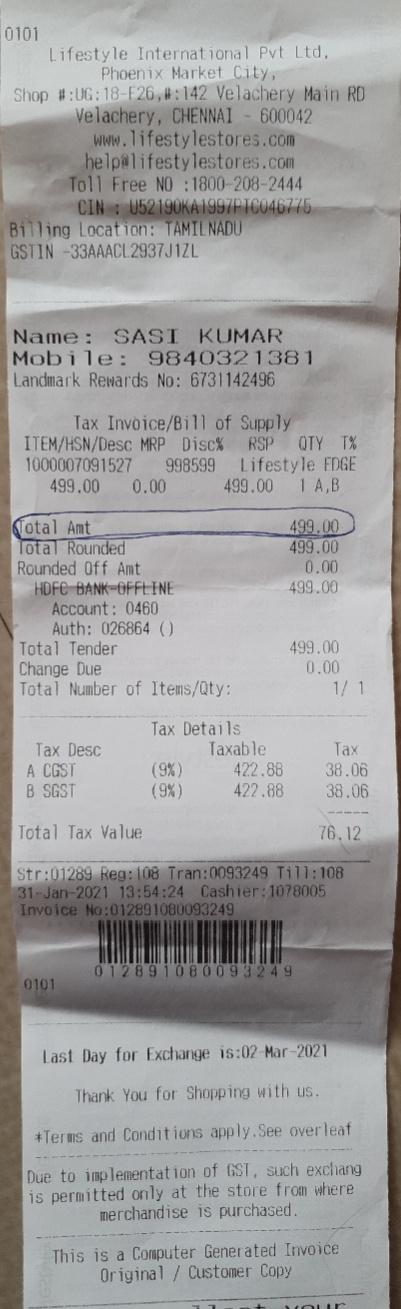 0101
Lifestyle International Pvt Ltd,
Phoenix Market City,
Shop #:UG:18-F26,#:142 Velachery Main RD
Velachery, CHENNAI - 600042
www.lifestylestores.com
help@lifestylestores.com
Toll Free NO :1800-208-2444
CIN : U52190KA1997PTC046775
Billing Location: TAMILNADU
GSTIN -33AAACL2937J1ZL
Name: SASI KUMAR
Mobile: 9840321381
Landmark Rewards No: 6731142496
Tax Invoice/Bill of Supply
ITEM/HSN/Desc MRP Disc% RSP QTY T%
1000007091527 998599 Lifestyle FDGE
499.00 0.00 499.00 1 A,B
Total Amt 499.00
Total Rounded 499.00
Rounded Off Amt 0.00
HDFC BANK-OFFLINE 499.00
Account: 0460
Auth: 026864 ()
Total Tender 499.00
Change Due 0.00
Total Number of Items/Qty: 1/ 1
Tax Details
Tax Desc Taxable Tax
A CGST (9%) 422.88 38.06
B SGST (9%) 422.88 38.06
Total Tax Value 76.12
Str:01289 Reg:108 Tran:0093249 Till:108
31-Jan-2021 13:54:24 Cashier:1078005
Invoice No:012891080093249
012891080093249
0101
Last Day for Exchange is:02-Mar-2021
Thank You for Shopping with us.
*Terms and Conditions apply.See overleaf
Due to implementation of GST, such exchang
is permitted only at the store from where
merchandise is purchased.
This is a Computer Generated Invoice
Original / Customer Copy